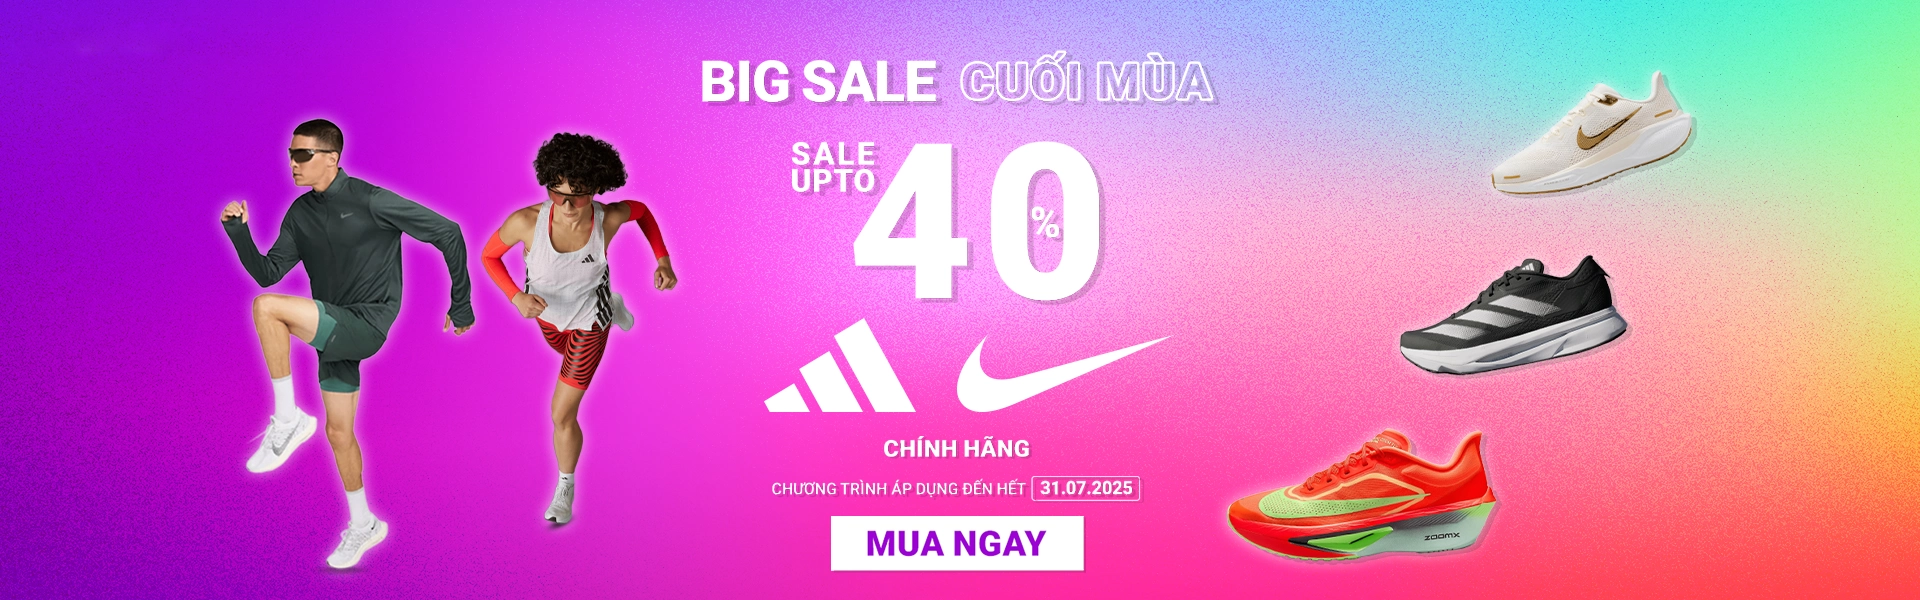 BIG SALE CUỐI MÙA
SALE
UPTO
40%
CHÍNH HÃNG
CHƯƠNG TRÌNH ÁP DỤNG ĐẾN HẾT 31.07.2025
MUA NGAY
ZOOMX